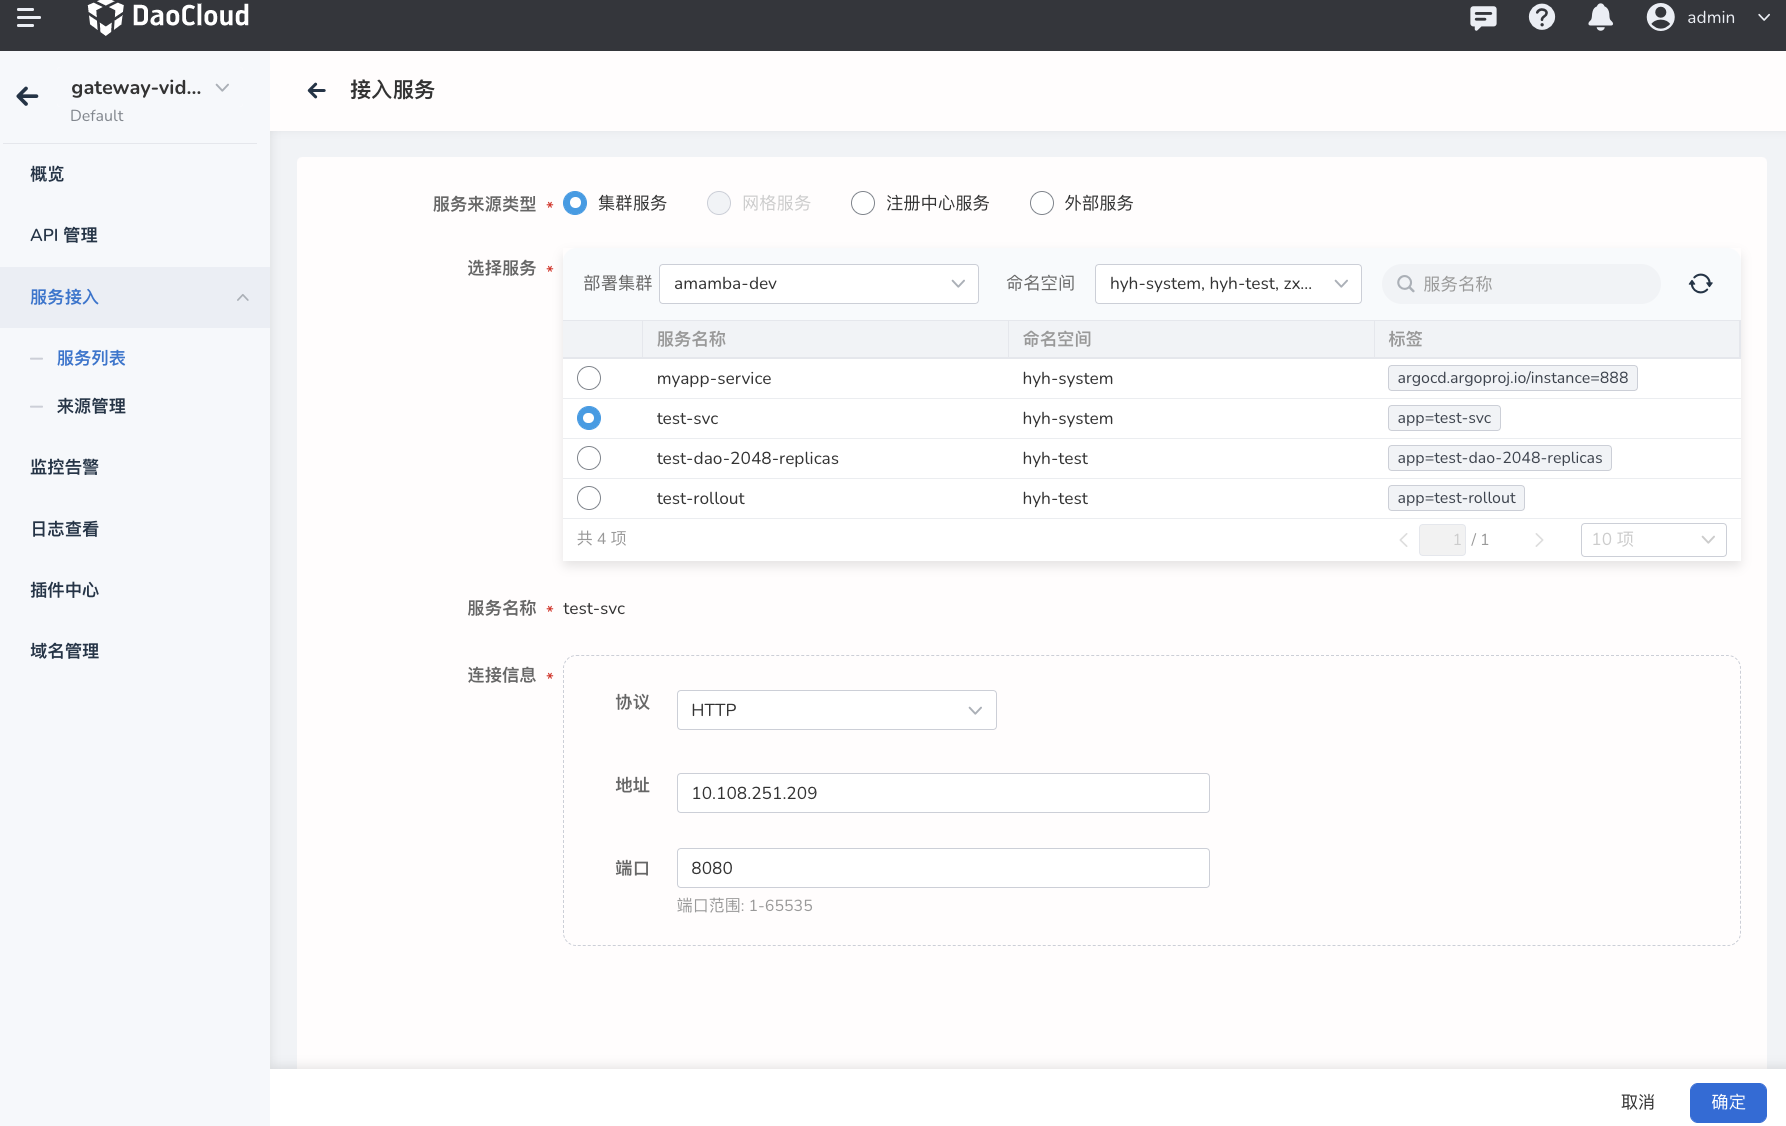 DaoCloud
admin
gateway-vid...
Default
概览
API 管理
服务接入
服务列表
来源管理
监控告警
日志查看
插件中心
域名管理
接入服务
服务来源类型 * 集群服务 网格服务 注册中心服务 外部服务
选择服务 *
部署集群 amamba-dev 命名空间 hyh-system, hyh-test, zx... 服务名称
服务名称 命名空间 标签
myapp-service hyh-system argocd.argoproj.io/instance=888
test-svc hyh-system app=test-svc
test-dao-2048-replicas hyh-test app=test-dao-2048-replicas
test-rollout hyh-test app=test-rollout
共 4 项 1 / 1 10 项
服务名称 * test-svc
连接信息 *
协议 HTTP
地址 10.108.251.209
端口 8080
端口范围: 1-65535
取消 确定